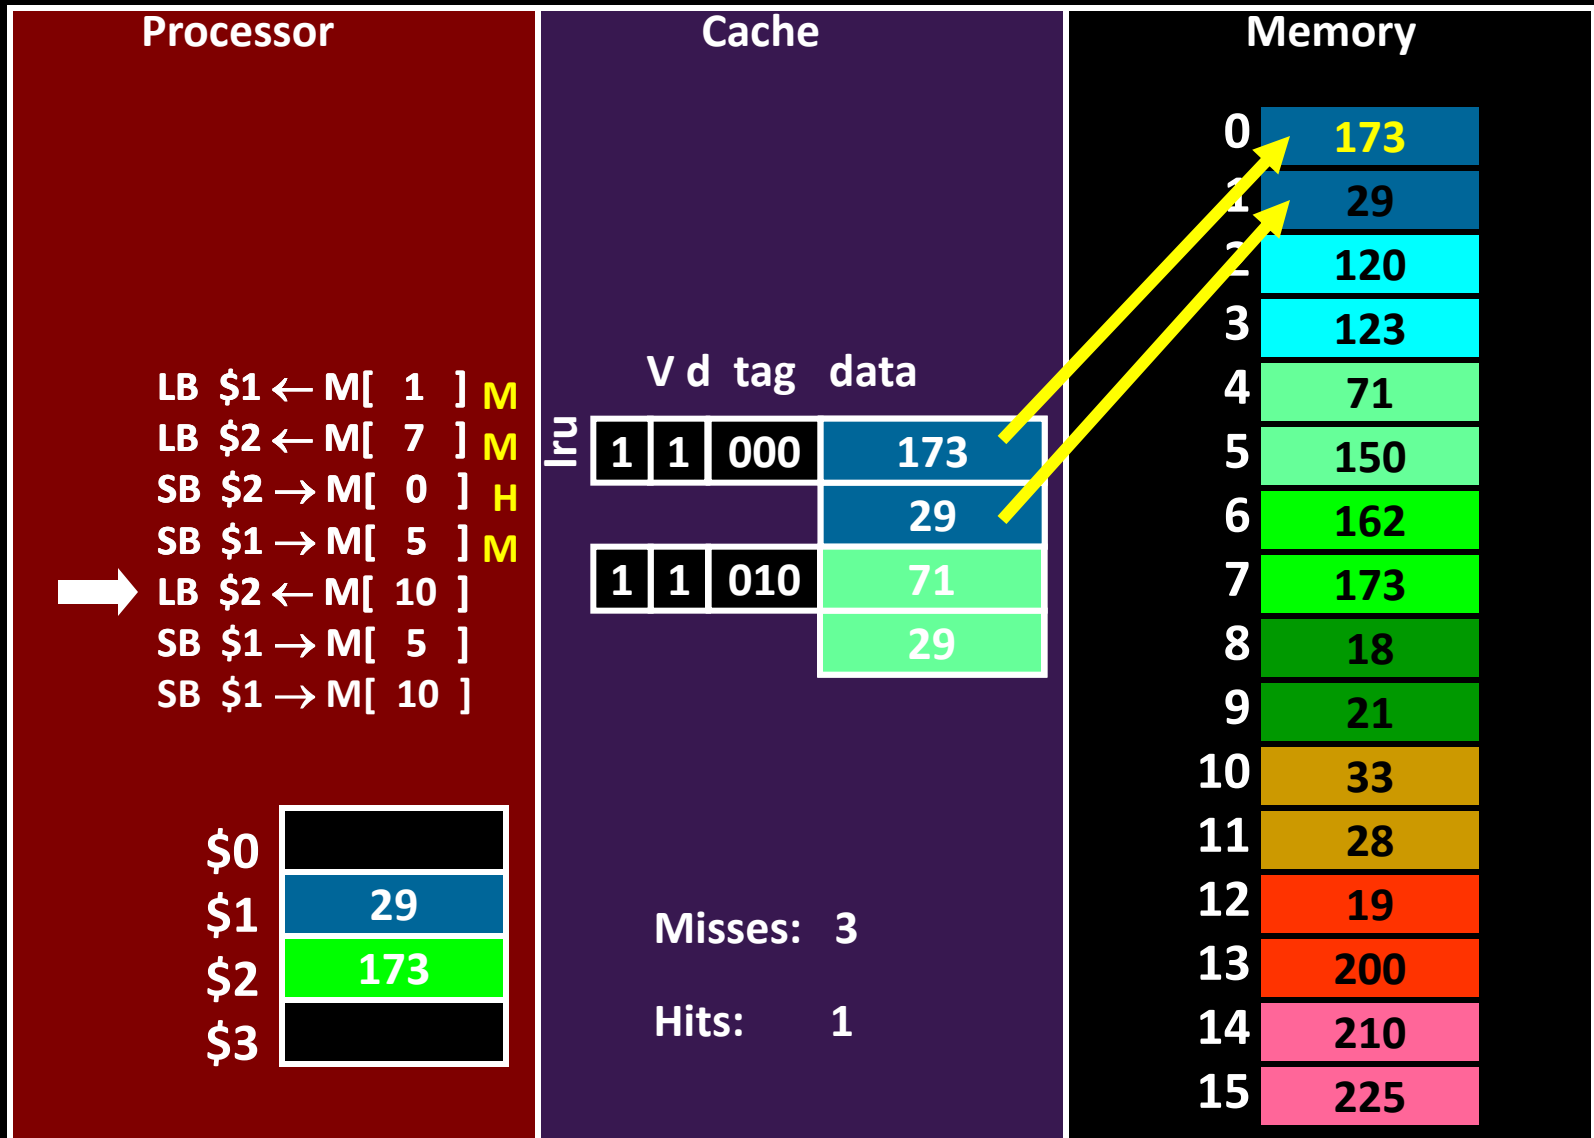 Processor
LB $1 ← M[ 1 ] M
LB $2 ← M[ 7 ] M
SB $2 → M[ 0 ] H
SB $1 → M[ 5 ] M
LB $2 ← M[ 10 ]
SB $1 → M[ 5 ]
SB $1 → M[ 10 ]
$0
$1 29
$2 173
$3
Cache
V d tag data
lru 1 1 000 173
29
1 1 010 71
29
Misses: 3
Hits: 1
Memory
0 173
1 29
2 120
3 123
4 71
5 150
6 162
7 173
8 18
9 21
10 33
11 28
12 19
13 200
14 210
15 225